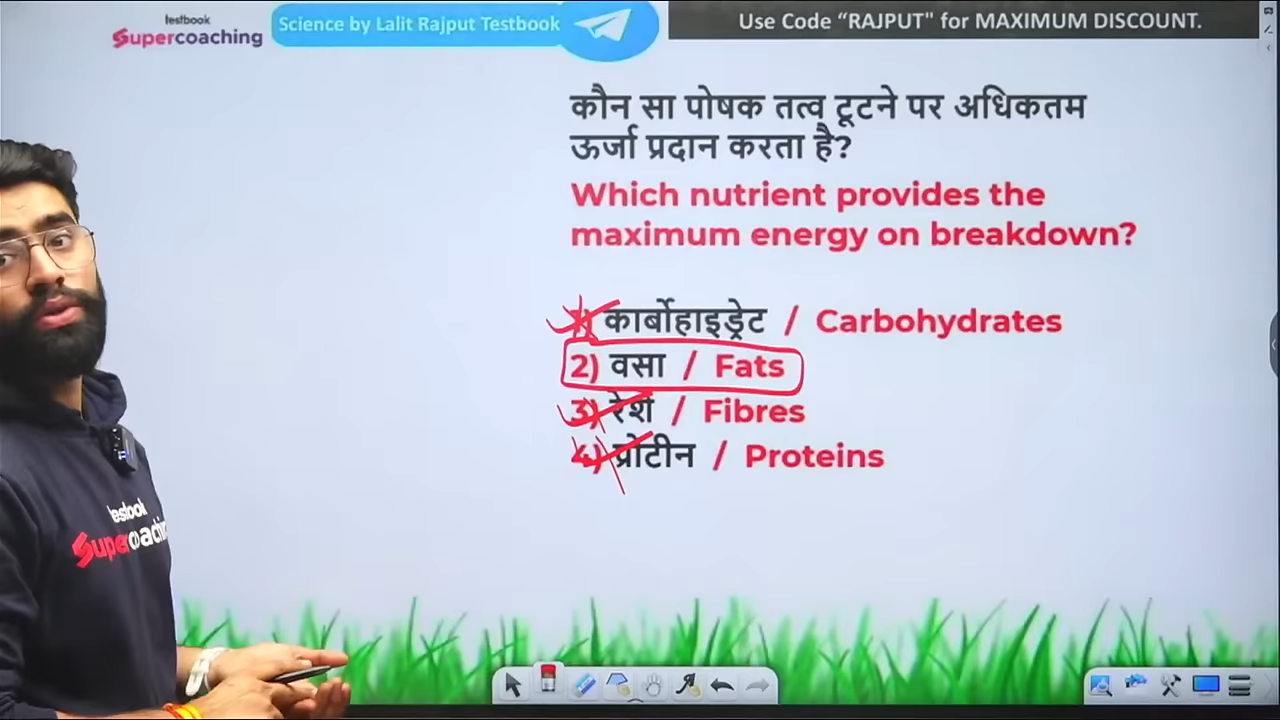 testbook
Supercoaching
Science by Lalit Rajput Testbook
Use Code “RAJPUT" for MAXIMUM DISCOUNT.
कौन सा पोषक तत्व टूटने पर अधिकतम
ऊर्जा प्रदान करता है?
Which nutrient provides the
maximum energy on breakdown?
1) कार्बोहाइड्रेट / Carbohydrates
2) वसा / Fats
3) रेशे / Fibres
4) प्रोटीन / Proteins
testbook
Supercoaching